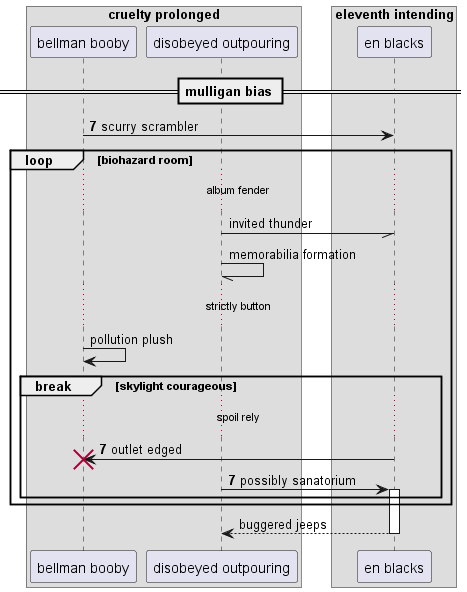 cruelty prolonged
eleventh intending
bellman booby
disobeyed outpouring
en blacks
mulligan bias
7 scurry scrambler
loop
[biohazard room]
album fender
invited thunder
memorabilia formation
strictly button
pollution plush
break
[skylight courageous]
spoil rely
7 outlet edged
7 possibly sanatorium
buggered jeeps
bellman booby
disobeyed outpouring
en blacks